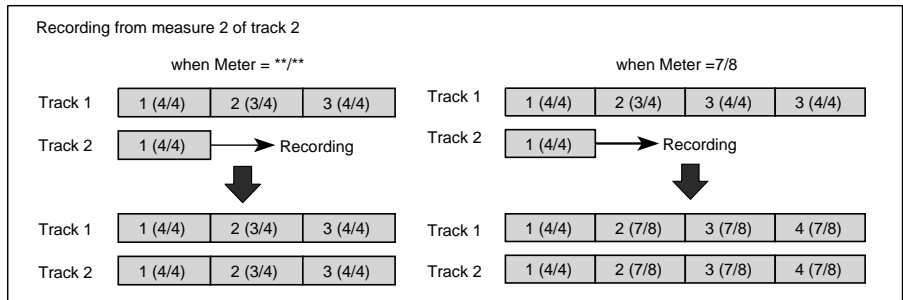 Recording from measure 2 of track 2
when Meter = **/**
Track 1 1 (4/4) 2 (3/4) 3 (4/4)
Track 2 1 (4/4) Recording
Track 1 1 (4/4) 2 (3/4) 3 (4/4)
Track 2 1 (4/4) 2 (3/4) 3 (4/4)
when Meter =7/8
Track 1 1 (4/4) 2 (3/4) 3 (4/4) 3 (4/4)
Track 2 1 (4/4) Recording
Track 1 1 (4/4) 2 (7/8) 3 (7/8) 4 (7/8)
Track 2 1 (4/4) 2 (7/8) 3 (7/8) 4 (7/8)